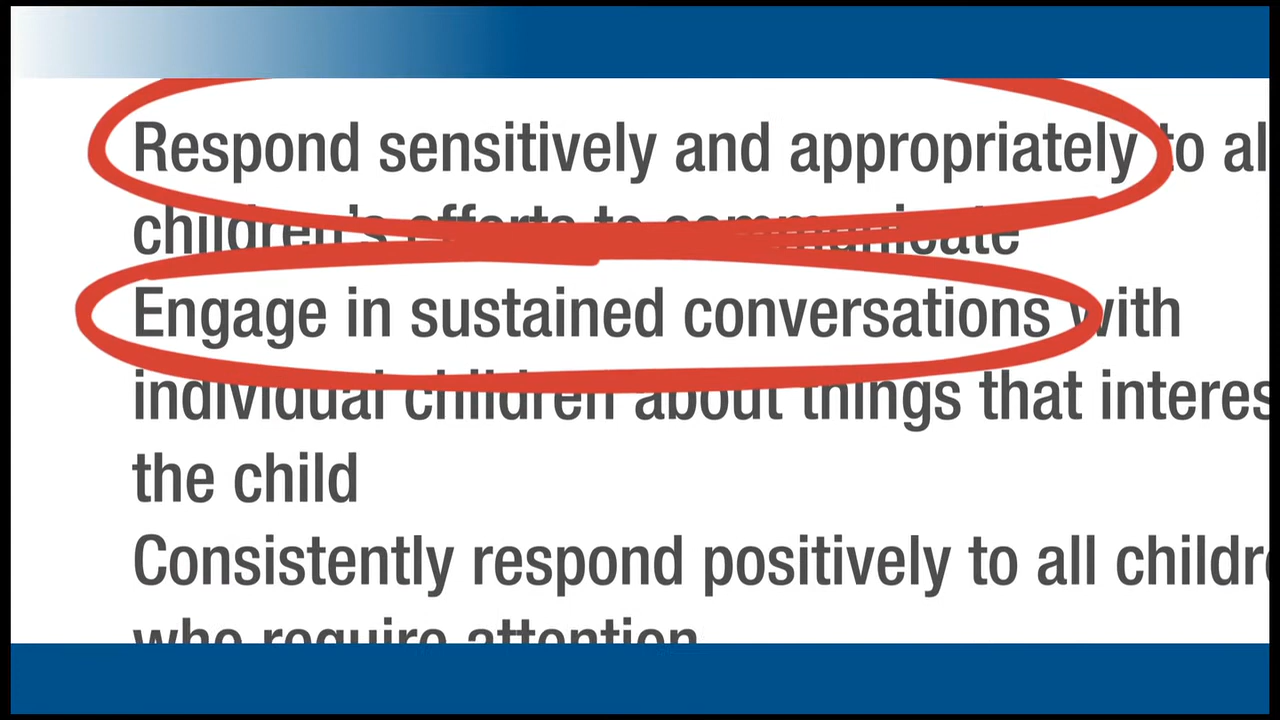 Respond sensitively and appropriately to al
children's efforts to communicate
Engage in sustained conversations with
individual children about things that interes
the child
Consistently respond positively to all childre
who require attention